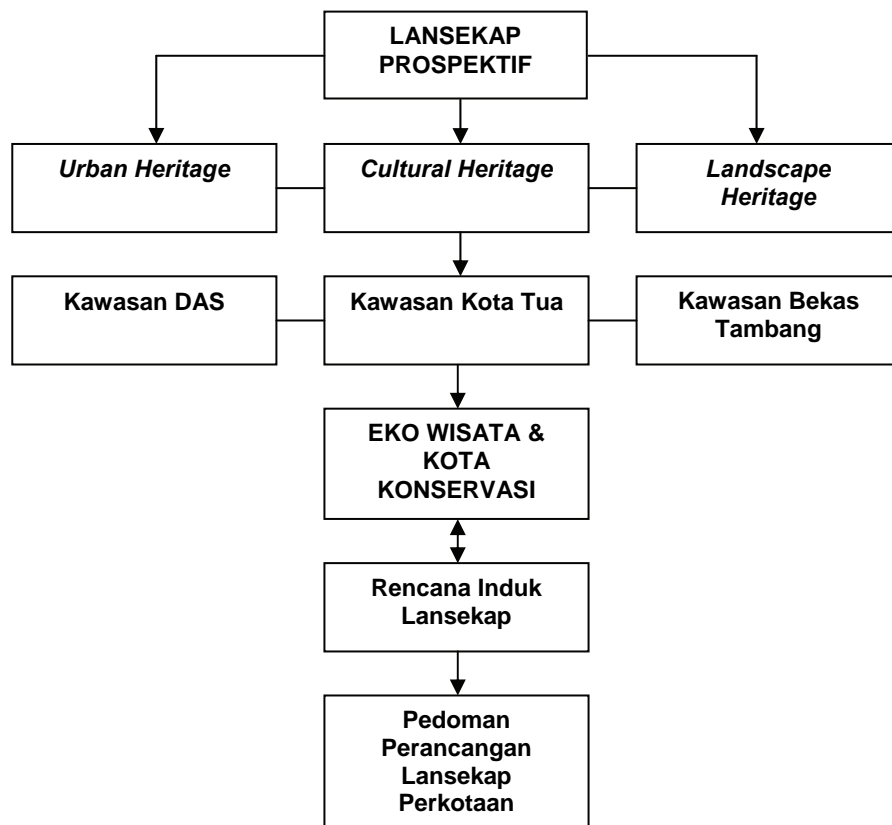 LANSEKAP
PROSPEKTIF
Urban Heritage
Cultural Heritage
Landscape
Heritage
Kawasan DAS
Kawasan Kota Tua
Kawasan Bekas
Tambang
EKO WISATA &
KOTA
KONSERVASI
Rencana Induk
Lansekap
Pedoman
Perancangan
Lansekap
Perkotaan